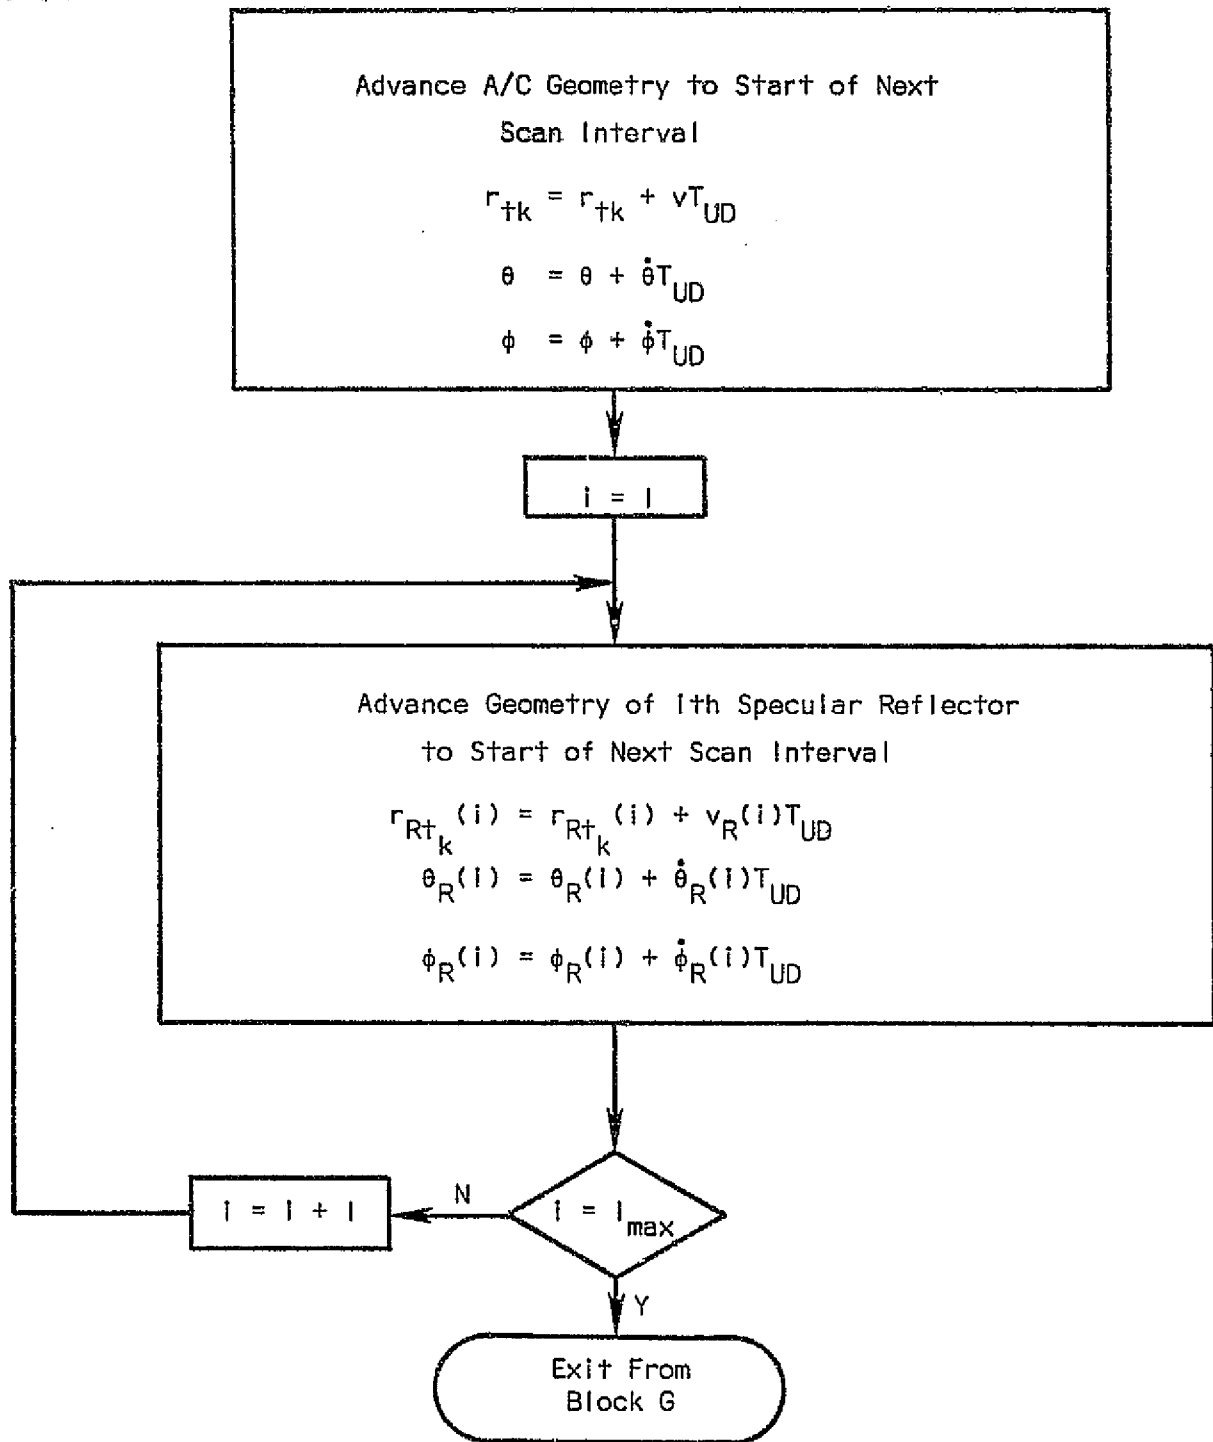 Advance A/C Geometry to Start of Next
Scan Interval
r_tk = r_tk + vT_UD
θ = θ + θ̇T_UD
ϕ = ϕ + ϕ̇T_UD
i = 1
Advance Geometry of ith Specular Reflector
to Start of Next Scan Interval
r_Rt_k(i) = r_Rt_k(i) + v_R(i)T_UD
θ_R(i) = θ_R(i) + θ̇_R(i)T_UD
ϕ_R(i) = ϕ_R(i) + ϕ̇_R(i)T_UD
i = i + 1
N
i = i_max
Y
Exit From
Block G